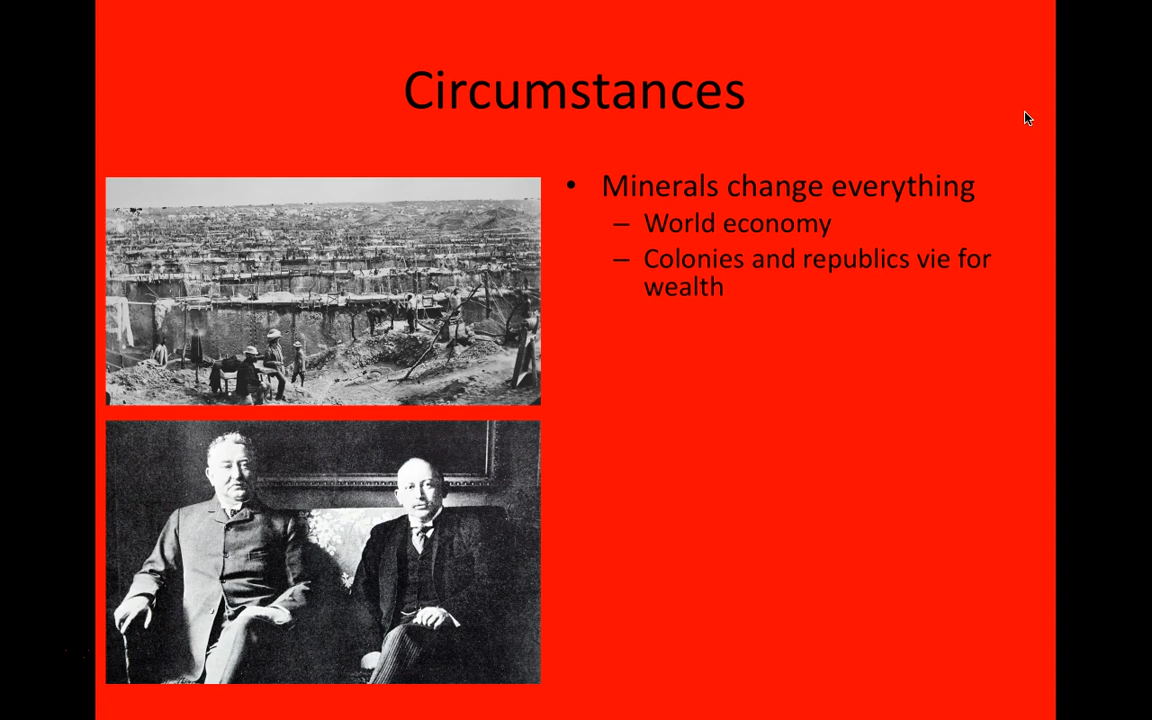 Circumstances
• Minerals change everything
– World economy
– Colonies and republics vie for
wealth